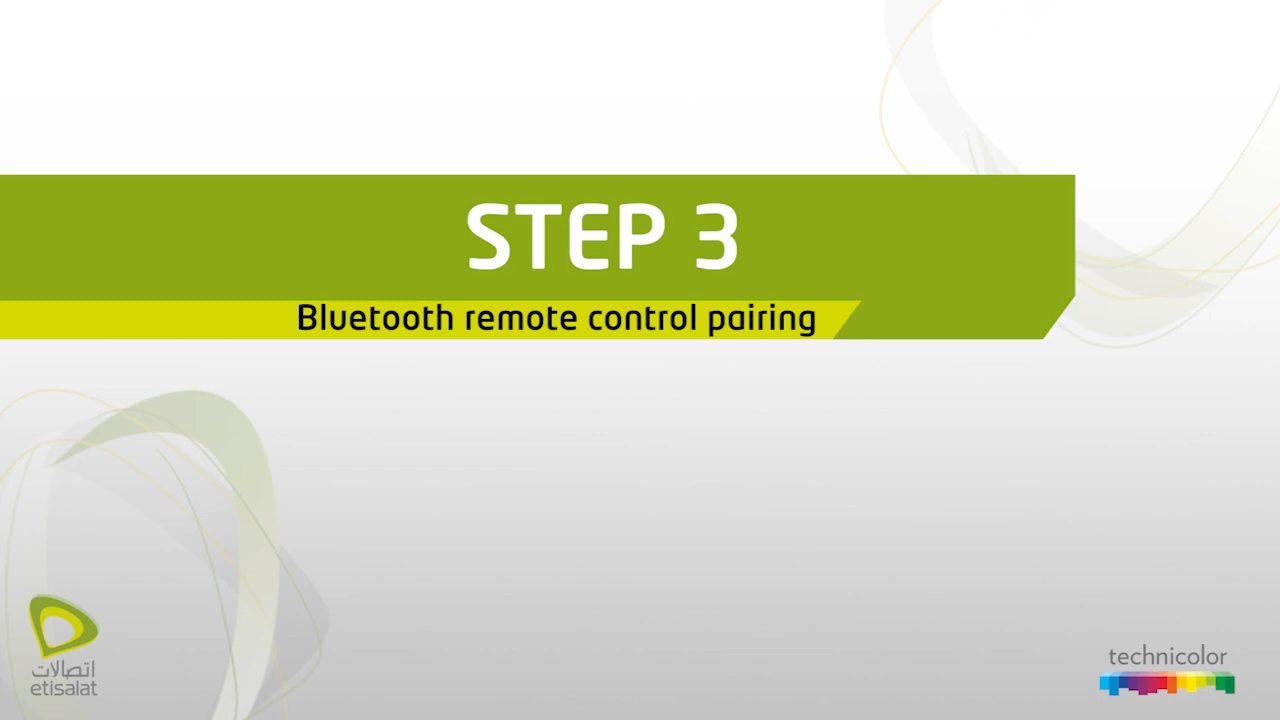 STEP 3
Bluetooth remote control pairing
اتصالات
etisalat
technicolor